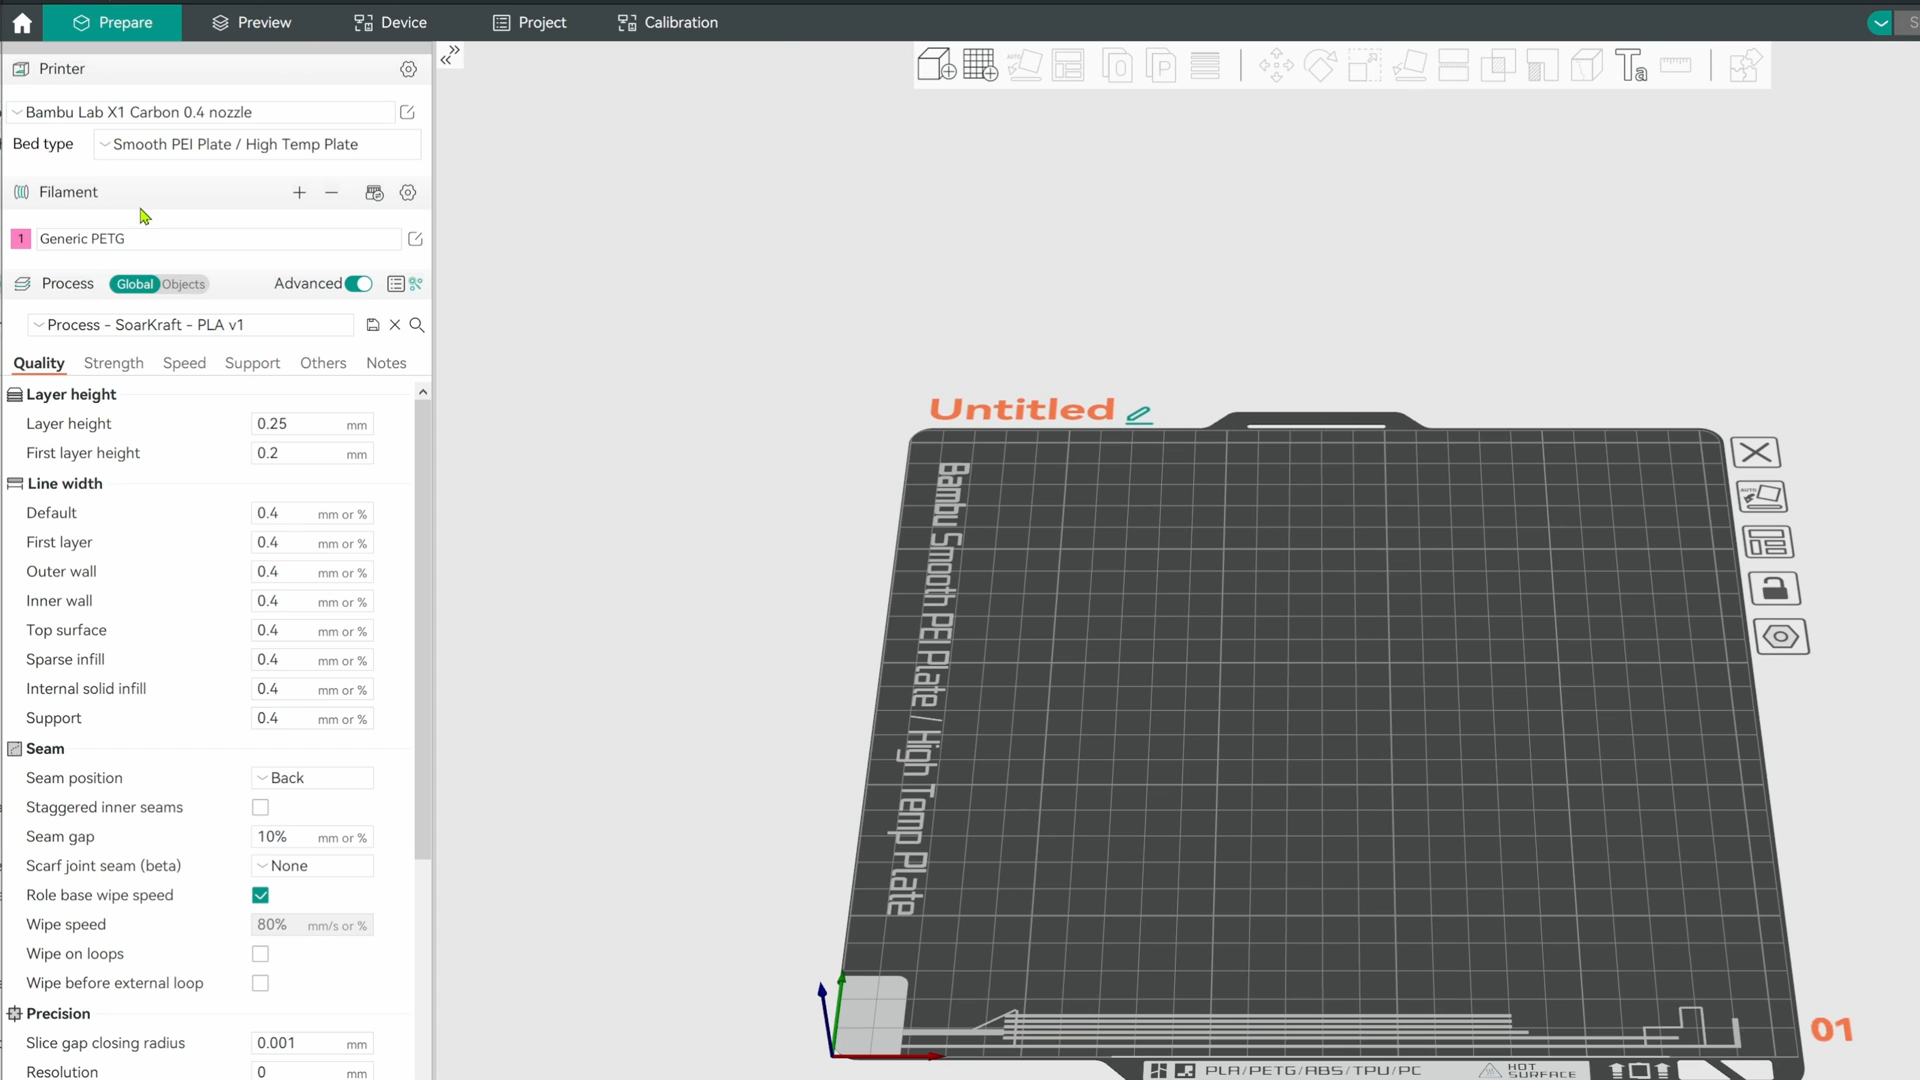 Prepare
Preview
Device
Project
Calibration
S
Printer
Bambu Lab X1 Carbon 0.4 nozzle
Bed type
Smooth PEI Plate / High Temp Plate
Filament
1 Generic PETG
Process Global Objects Advanced
Process - SoarKraft - PLA v1
Quality Strength Speed Support Others Notes
Layer height
Layer height 0.25 mm
First layer height 0.2 mm
Line width
Default 0.4 mm or %
First layer 0.4 mm or %
Outer wall 0.4 mm or %
Inner wall 0.4 mm or %
Top surface 0.4 mm or %
Sparse infill 0.4 mm or %
Internal solid infill 0.4 mm or %
Support 0.4 mm or %
Seam
Seam position Back
Staggered inner seams
Seam gap 10% mm or %
Scarf joint seam (beta) None
Role base wipe speed
Wipe speed 80% mm/s or %
Wipe on loops
Wipe before external loop
Precision
Slice gap closing radius 0.001 mm
Resolution 0 mm
AUTO
O
P
Ta
Untitled
Bambu Smooth PEI Plate / High Temp Plate
AUTO
01
PLA/PETG/ABS/TPU/PC
HOT
SURFACE